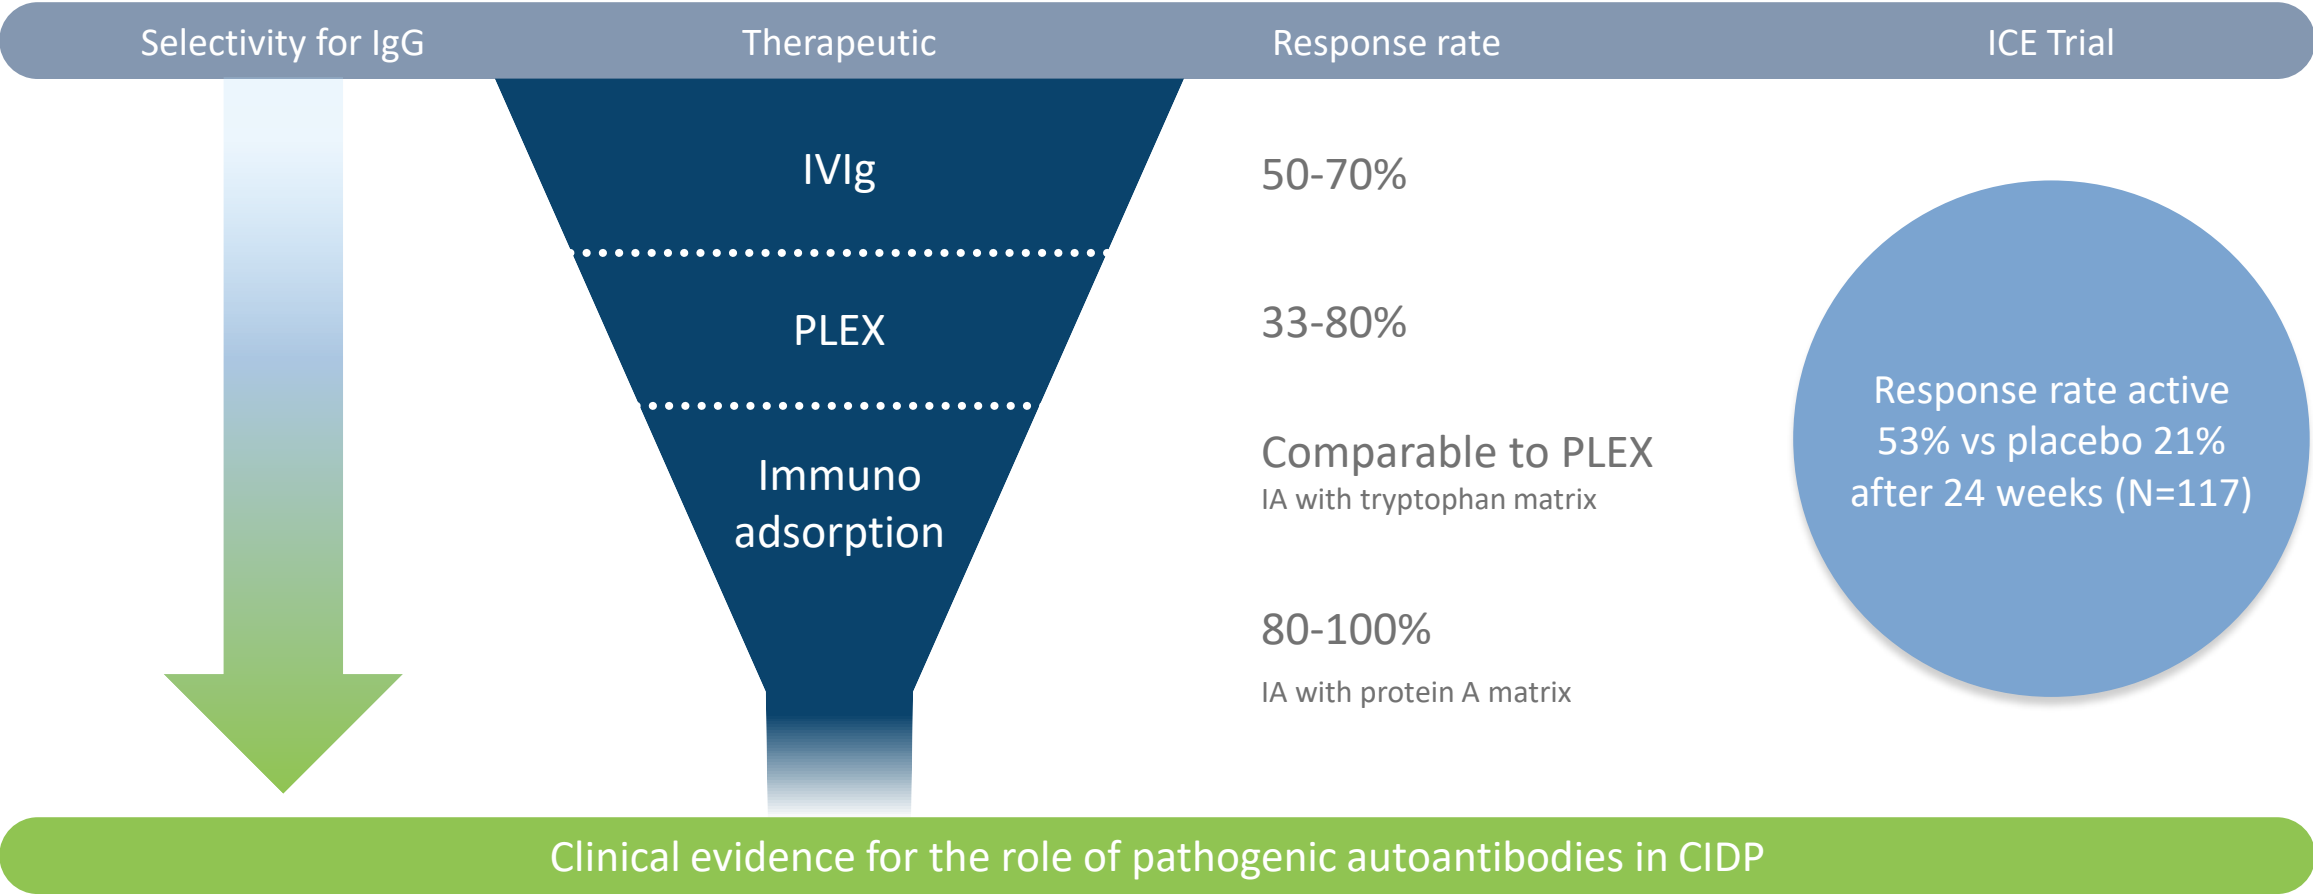 Selectivity for IgG
Therapeutic
Response rate
ICE Trial
IVIg
50-70%
PLEX
33-80%
Immuno
adsorption
Comparable to PLEX
IA with tryptophan matrix
80-100%
IA with protein A matrix
Response rate active
53% vs placebo 21%
after 24 weeks (N=117)
Clinical evidence for the role of pathogenic autoantibodies in CIDP